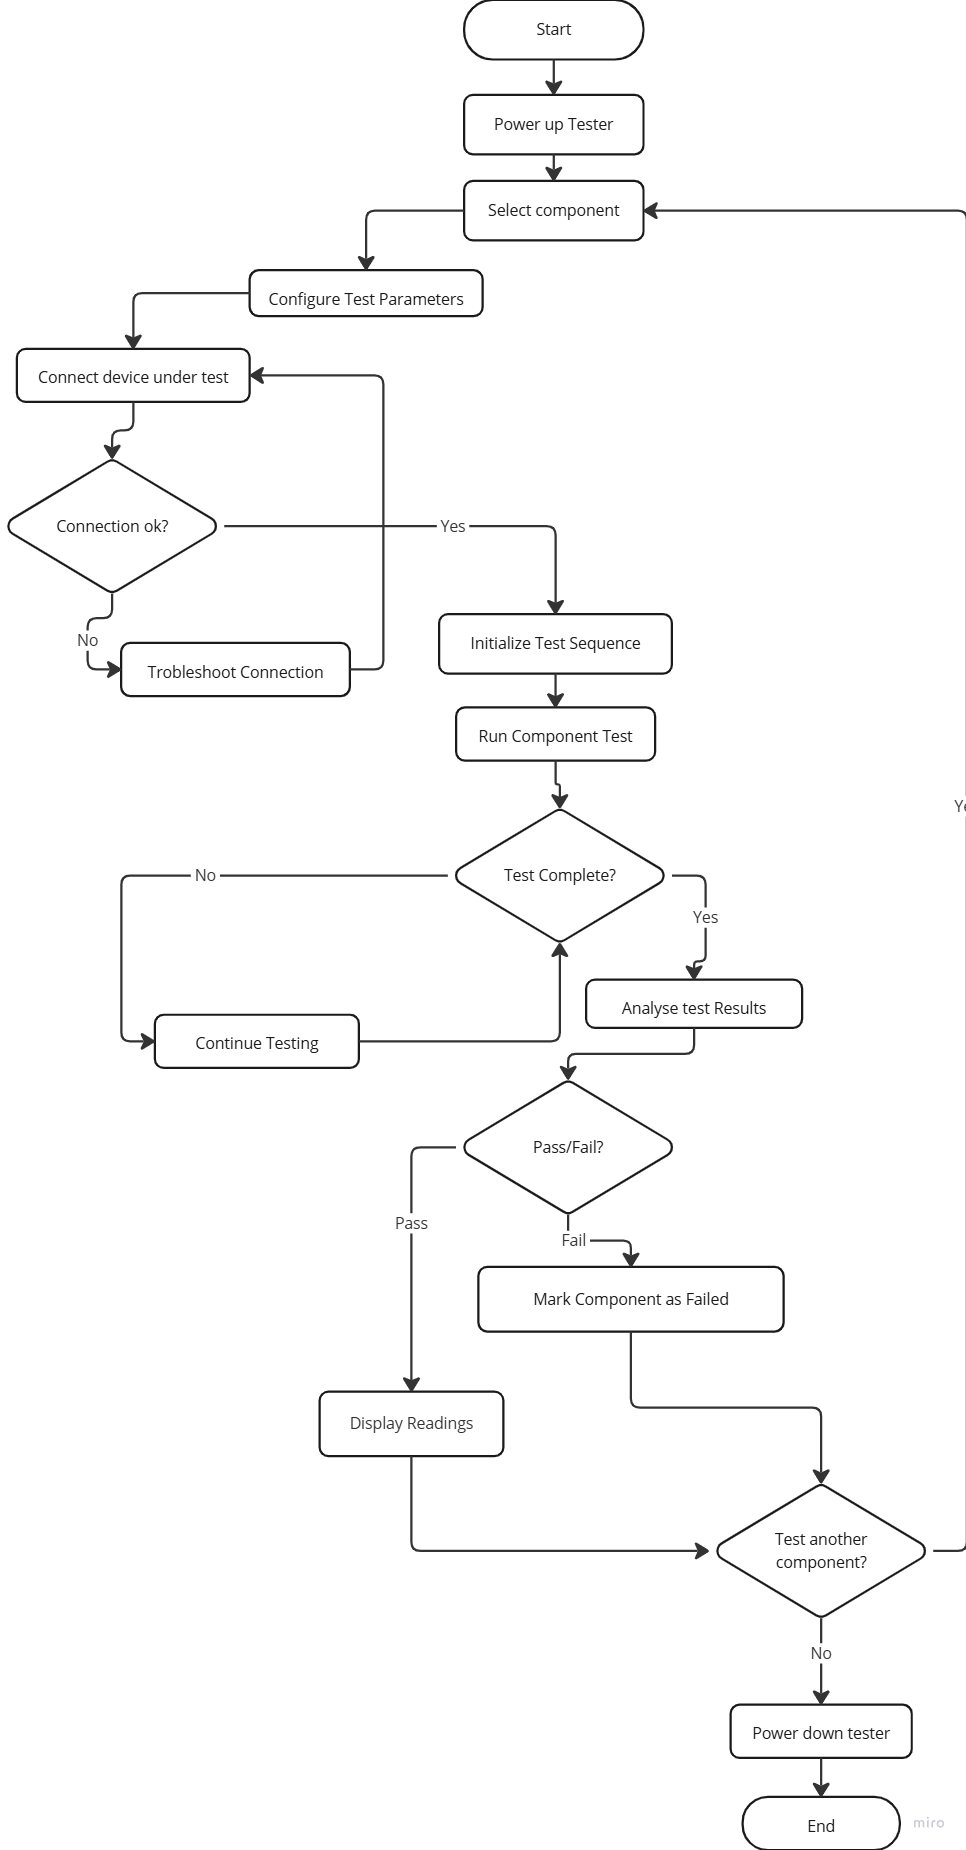 Start
Power up Tester
Select component
Configure Test Parameters
Connect device under test
Connection ok?
Yes
No
Trobleshoot Connection
Initialize Test Sequence
Run Component Test
Test Complete?
No
Yes
Analyse test Results
Continue Testing
Pass/Fail?
Pass
Fail
Mark Component as Failed
Display Readings
Test another
component?
No
Power down tester
End
miro